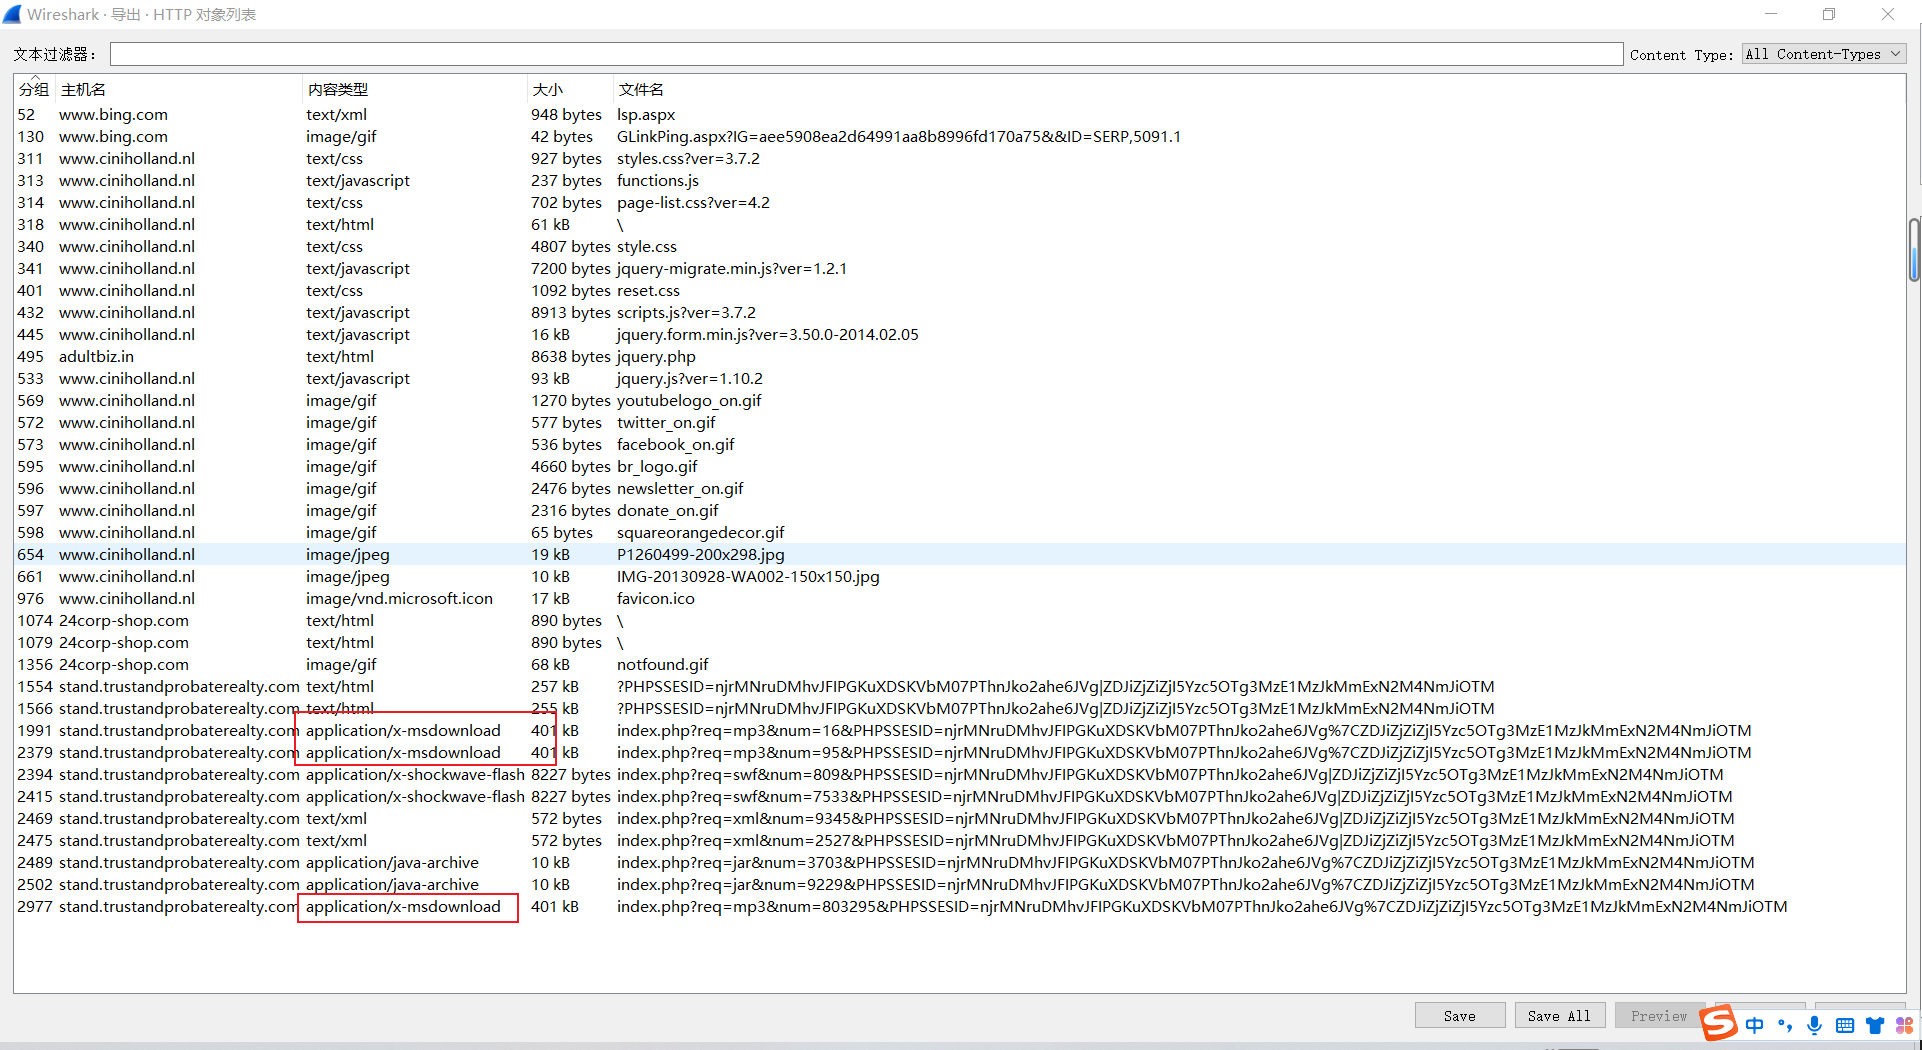 Wireshark · 导出 · HTTP 对象列表
文本过滤器: Content Type: All Content-Types
分组 主机名 内容类型 大小 文件名
52 www.bing.com text/xml 948 bytes lsp.aspx
130 www.bing.com image/gif 42 bytes GLinkPing.aspx?IG=aee5908ea2d64991aa8b8996fd170a75&&ID=SERP,5091.1
311 www.ciniholland.nl text/css 927 bytes styles.css?ver=3.7.2
313 www.ciniholland.nl text/javascript 237 bytes functions.js
314 www.ciniholland.nl text/css 702 bytes page-list.css?ver=4.2
318 www.ciniholland.nl text/html 61 kB \
340 www.ciniholland.nl text/css 4807 bytes style.css
341 www.ciniholland.nl text/javascript 7200 bytes jquery-migrate.min.js?ver=1.2.1
401 www.ciniholland.nl text/css 1092 bytes reset.css
432 www.ciniholland.nl text/javascript 8913 bytes scripts.js?ver=3.7.2
445 www.ciniholland.nl text/javascript 16 kB jquery.form.min.js?ver=3.50.0-2014.02.05
495 adultbiz.in text/html 8638 bytes jquery.php
533 www.ciniholland.nl text/javascript 93 kB jquery.js?ver=1.10.2
569 www.ciniholland.nl image/gif 1270 bytes youtubelogo_on.gif
572 www.ciniholland.nl image/gif 577 bytes twitter_on.gif
573 www.ciniholland.nl image/gif 536 bytes facebook_on.gif
595 www.ciniholland.nl image/gif 4660 bytes br_logo.gif
596 www.ciniholland.nl image/gif 2476 bytes newsletter_on.gif
597 www.ciniholland.nl image/gif 2316 bytes donate_on.gif
598 www.ciniholland.nl image/gif 65 bytes squareorangedecor.gif
654 www.ciniholland.nl image/jpeg 19 kB P1260499-200x298.jpg
661 www.ciniholland.nl image/jpeg 10 kB IMG-20130928-WA002-150x150.jpg
976 www.ciniholland.nl image/vnd.microsoft.icon 17 kB favicon.ico
1074 24corp-shop.com text/html 890 bytes \
1079 24corp-shop.com text/html 890 bytes \
1356 24corp-shop.com image/gif 68 kB notfound.gif
1554 stand.trustandprobaterealty.com text/html 257 kB ?PHPSSESID=njrMNruDMhvJFIPGKuXDSKVbM07PThnJko2ahe6JVg|ZDJiZjZiZjI5Yzc5OTg3MzE1MzJkMmExN2M4NmJiOTM
1566 stand.trustandprobaterealty.com text/html 255 kB ?PHPSSESID=njrMNruDMhvJFIPGKuXDSKVbM07PThnJko2ahe6JVg|ZDJiZjZiZjI5Yzc5OTg3MzE1MzJkMmExN2M4NmJiOTM
1991 stand.trustandprobaterealty.com application/x-msdownload 401 kB index.php?req=mp3&num=16&PHPSSESID=njrMNruDMhvJFIPGKuXDSKVbM07PThnJko2ahe6JVg%7CZDJiZjZiZjI5Yzc5OTg3MzE1MzJkMmExN2M4NmJiOTM
2379 stand.trustandprobaterealty.com application/x-msdownload 401 kB index.php?req=mp3&num=95&PHPSSESID=njrMNruDMhvJFIPGKuXDSKVbM07PThnJko2ahe6JVg%7CZDJiZjZiZjI5Yzc5OTg3MzE1MzJkMmExN2M4NmJiOTM
2394 stand.trustandprobaterealty.com application/x-shockwave-flash 8227 bytes index.php?req=swf&num=809&PHPSSESID=njrMNruDMhvJFIPGKuXDSKVbM07PThnJko2ahe6JVg|ZDJiZjZiZjI5Yzc5OTg3MzE1MzJkMmExN2M4NmJiOTM
2415 stand.trustandprobaterealty.com application/x-shockwave-flash 8227 bytes index.php?req=swf&num=7533&PHPSSESID=njrMNruDMhvJFIPGKuXDSKVbM07PThnJko2ahe6JVg|ZDJiZjZiZjI5Yzc5OTg3MzE1MzJkMmExN2M4NmJiOTM
2469 stand.trustandprobaterealty.com text/xml 572 bytes index.php?req=xml&num=9345&PHPSSESID=njrMNruDMhvJFIPGKuXDSKVbM07PThnJko2ahe6JVg|ZDJiZjZiZjI5Yzc5OTg3MzE1MzJkMmExN2M4NmJiOTM
2475 stand.trustandprobaterealty.com text/xml 572 bytes index.php?req=xml&num=2527&PHPSSESID=njrMNruDMhvJFIPGKuXDSKVbM07PThnJko2ahe6JVg|ZDJiZjZiZjI5Yzc5OTg3MzE1MzJkMmExN2M4NmJiOTM
2489 stand.trustandprobaterealty.com application/java-archive 10 kB index.php?req=jar&num=3703&PHPSSESID=njrMNruDMhvJFIPGKuXDSKVbM07PThnJko2ahe6JVg%7CZDJiZjZiZjI5Yzc5OTg3MzE1MzJkMmExN2M4NmJiOTM
2502 stand.trustandprobaterealty.com application/java-archive 10 kB index.php?req=jar&num=9229&PHPSSESID=njrMNruDMhvJFIPGKuXDSKVbM07PThnJko2ahe6JVg%7CZDJiZjZiZjI5Yzc5OTg3MzE1MzJkMmExN2M4NmJiOTM
2977 stand.trustandprobaterealty.com application/x-msdownload 401 kB index.php?req=mp3&num=803295&PHPSSESID=njrMNruDMhvJFIPGKuXDSKVbM07PThnJko2ahe6JVg%7CZDJiZjZiZjI5Yzc5OTg3MzE1MzJkMmExN2M4NmJiOTM
Save Save All Preview 中